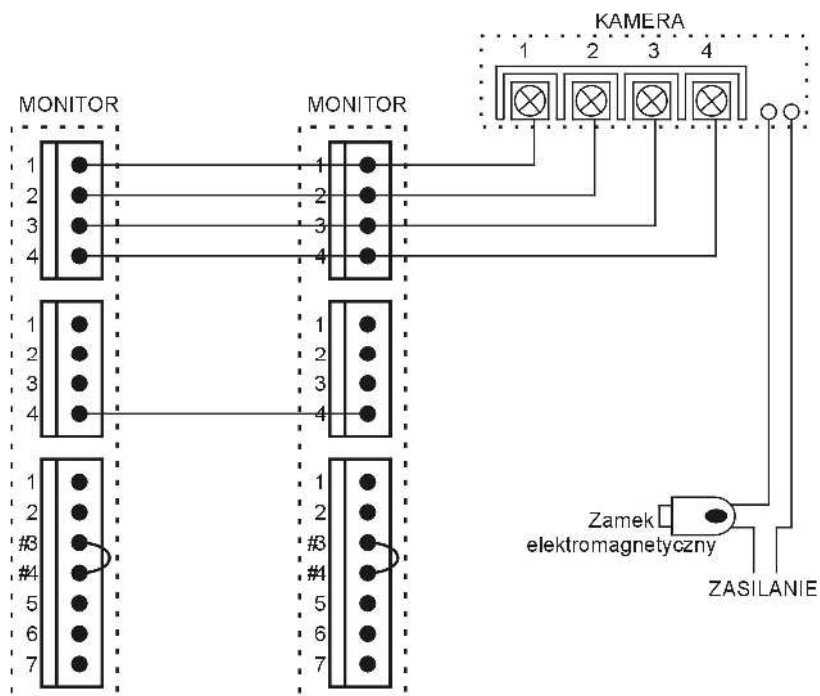 KAMERA
1 2 3 4
MONITOR MONITOR
1 1
2 2
3 3
4 4
1 1
2 2
3 3
4 4
1 1
2 2
#3 #3
#4 #4
5 5
6 6
7 7
Zamek
elektromagnetyczny
ZASILANIE